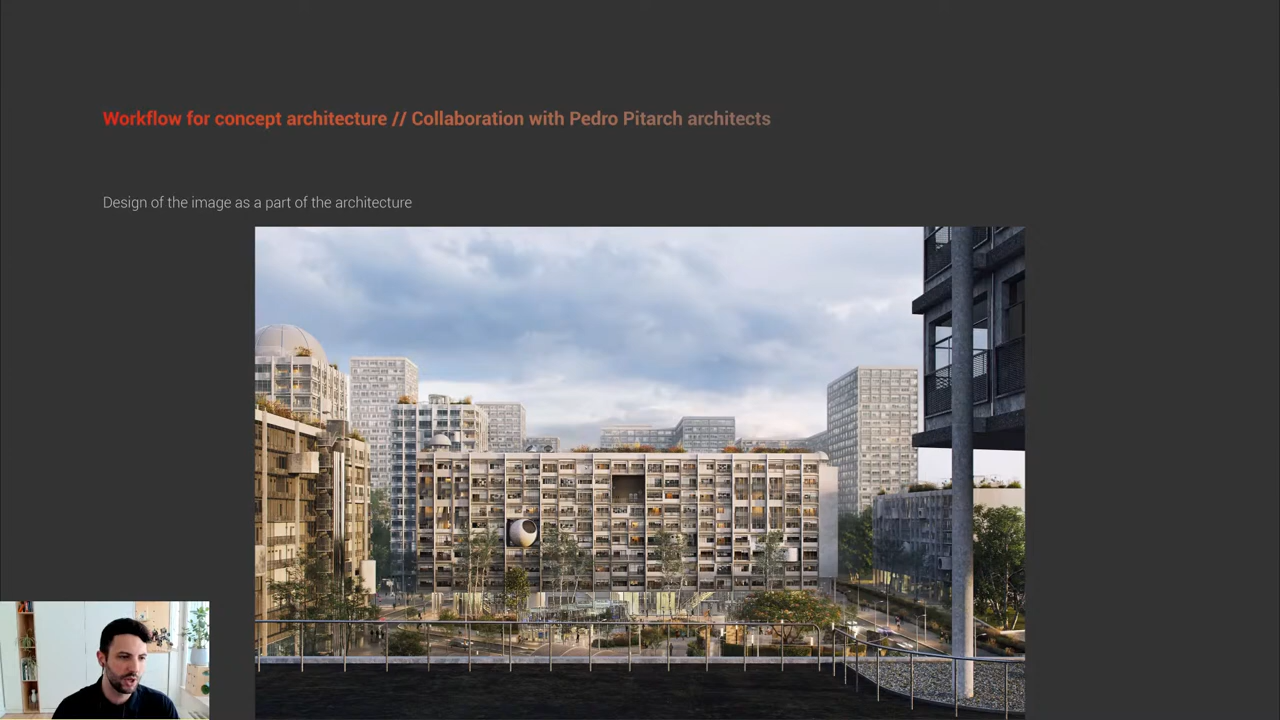 Workflow for concept architecture // Collaboration with Pedro Pitarch architects
Design of the image as a part of the architecture